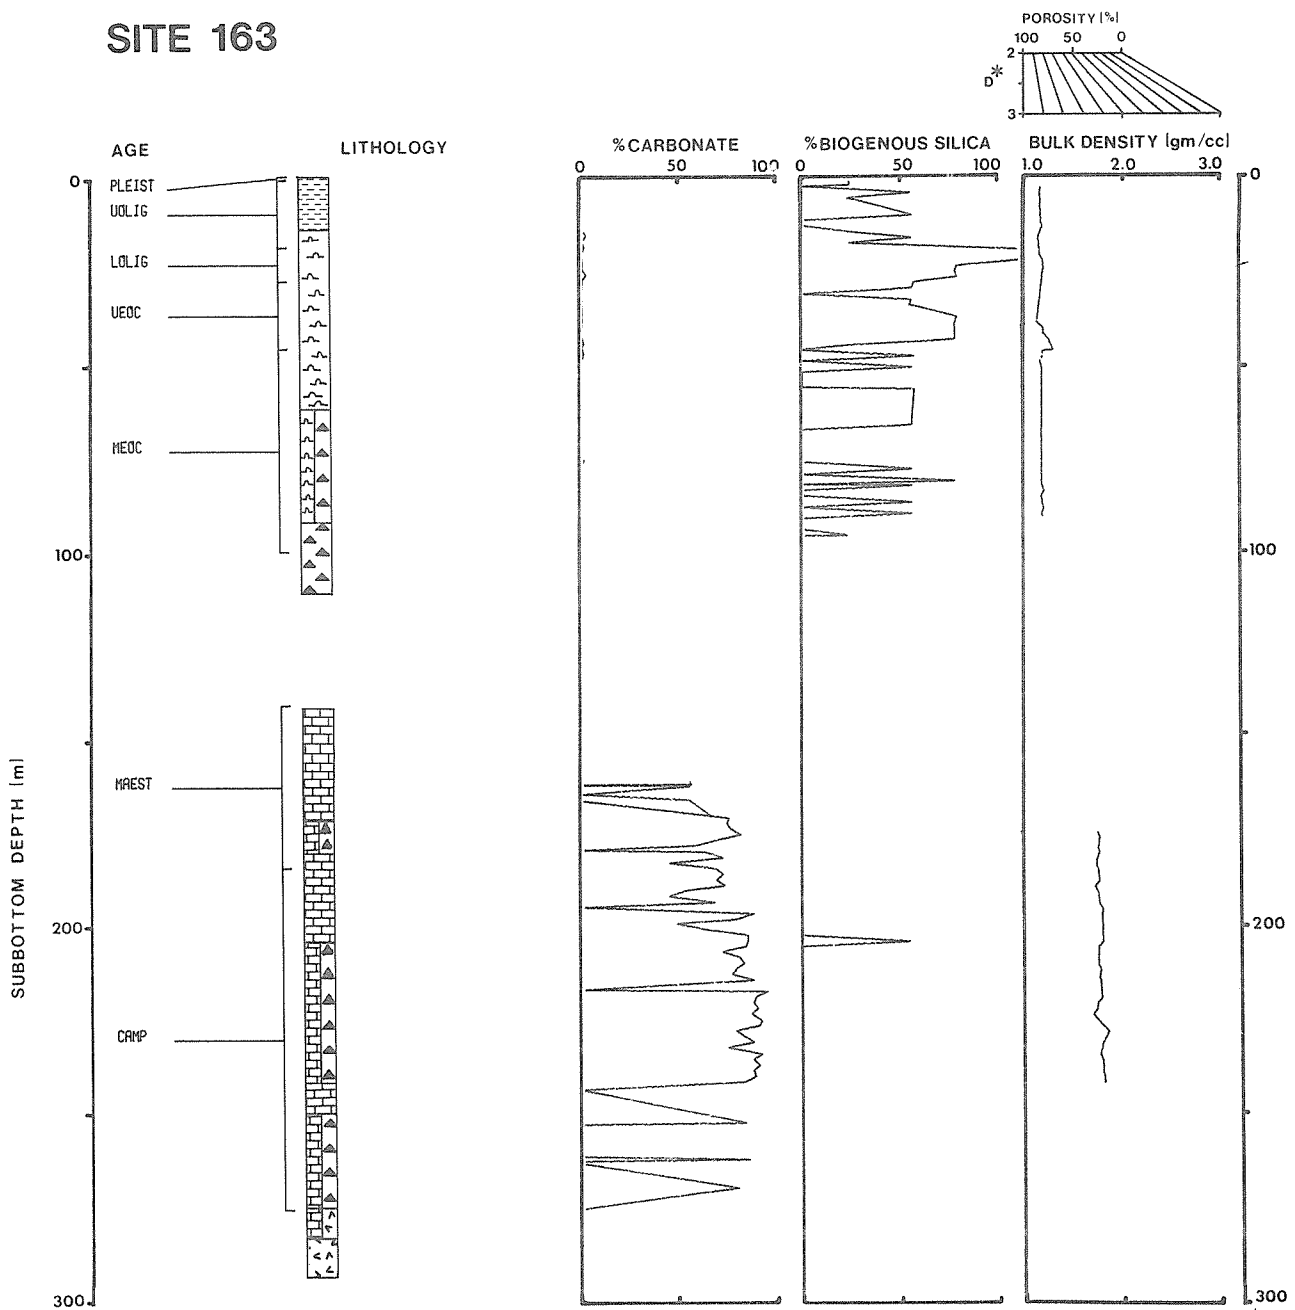 SITE 163
POROSITY [%]
100 50 0
2
D*
3
AGE LITHOLOGY %CARBONATE %BIOGENOUS SILICA BULK DENSITY [gm/cc]
0 50 100 0 50 100 1.0 2.0 3.0
0 0
PLEIST
UOLIG
LOLIG
UEOC
MEOC
100 100
MAEST
200 200
CAMP
300 300
SUBBOTTOM DEPTH [m]